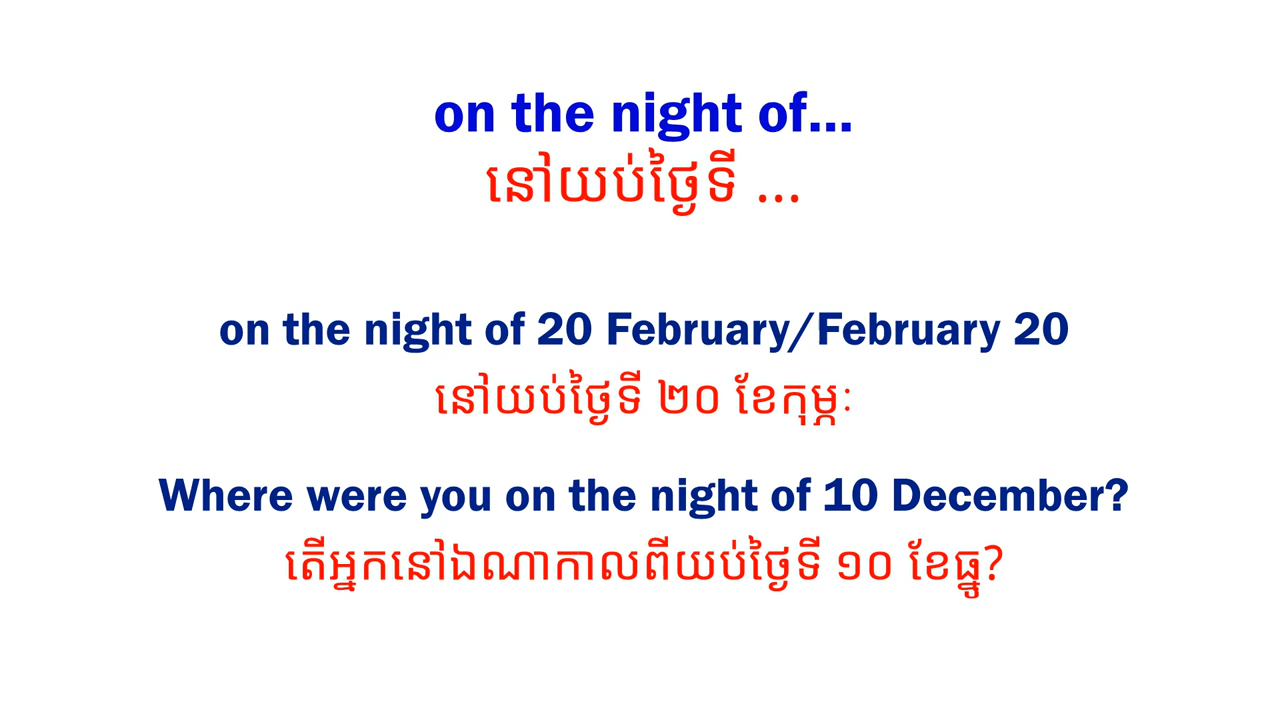 on the night of...
នៅយប់ថ្ងៃទី ...
on the night of 20 February/February 20
នៅយប់ថ្ងៃទី ២០ ខែកុម្ភៈ
Where were you on the night of 10 December?
តើអ្នកនៅឯណាកាលពីយប់ថ្ងៃទី ១០ ខែធ្នូ?